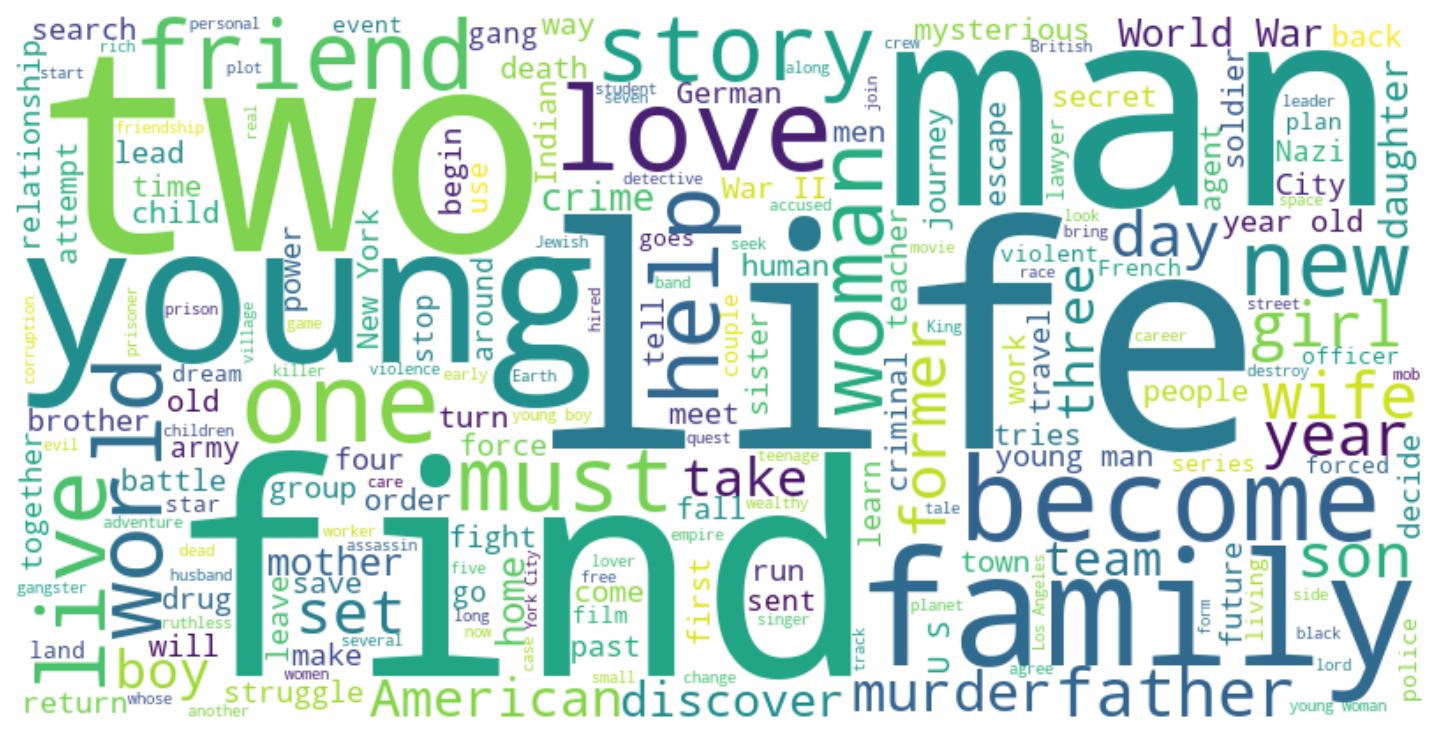 two
life
man
find
young
family
love
story
friend
one
become
world
help
woman
new
live
must
day
year
wife
father
murder
son
girl
former
take
set
American
discover
boy
three
team
World War
War II
mysterious
search
personal
event
gang
way
death
crew
British
back
rich
start
plot
along
student
seven
German
men
secret
soldier
leader
plan
Nazi
City
daughter
relationship
friendship
real
lead
time
child
attempt
begin
use
Indian
crime
detective
accused
join
journey
escape
lawyer
agent
space
year old
look
bring
violent
race
French
street
teacher
movie
Jewish
goes
seek
human
band
tell
couple
sister
hired
power
New York
stop
around
prison
prisoner
village
game
corruption
dream
killer
violence
early
Earth
King
career
officer
destroy
mob
people
work
travel
criminal
brother
old
children
army
evil
together
turn
young boy
meet
quest
force
teenage
wealthy
fall
tries
young man
series
forced
decide
battle
star
adventure
four
care
group
order
worker
assassin
fight
empire
learn
tale
dead
husband
gangster
drug
ruthless
mother
save
leave
several
make
women
five
go
long
now
home
York City
case
lover
free
come
film
past
small
first
run
sent
singer
change
track
town
planet
us
agree
Los Angeles
form
future
living
side
black
lord
police
young woman
land
will
return
whose
another
struggle